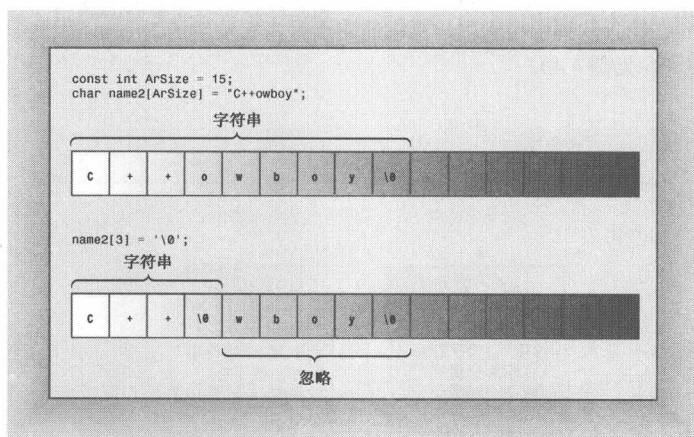 const int ArSize = 15;
char name2[ArSize] = "C++owboy";
字符串
C + + o w b o y \0
name2[3] = '\0';
字符串
C + + \0 w b o y \0
忽略